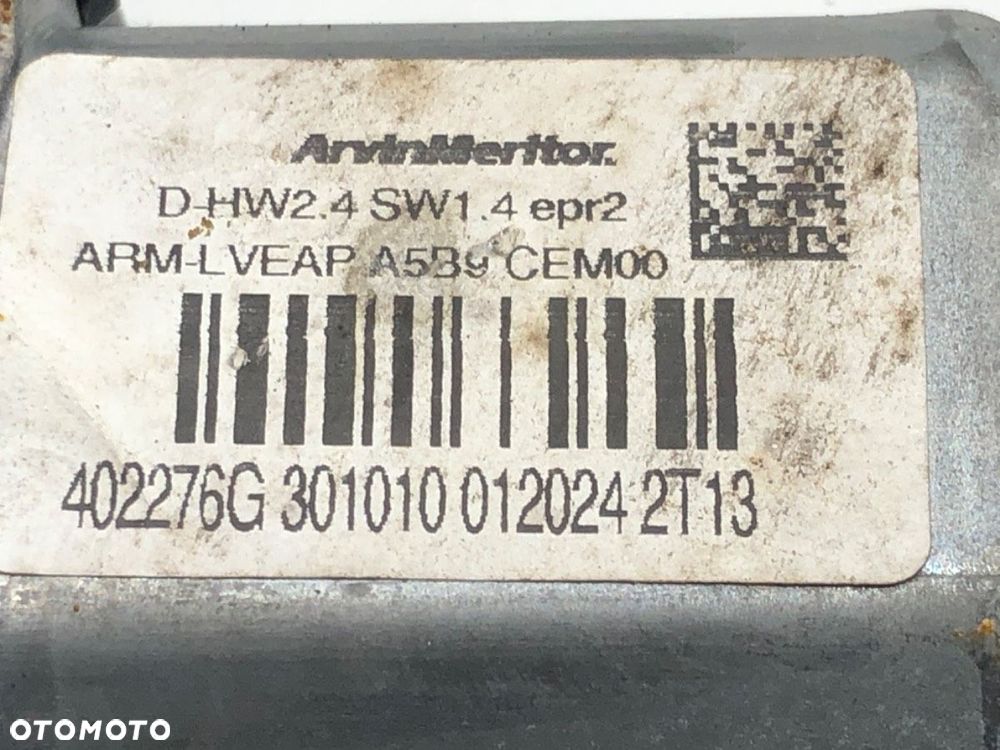 ArvinMeritor.
D-HW2.4 SW1.4 epr2
ARM-LVEAP A5B9 CEM00
402276G 301010 012024 2T13
OTOMOTO